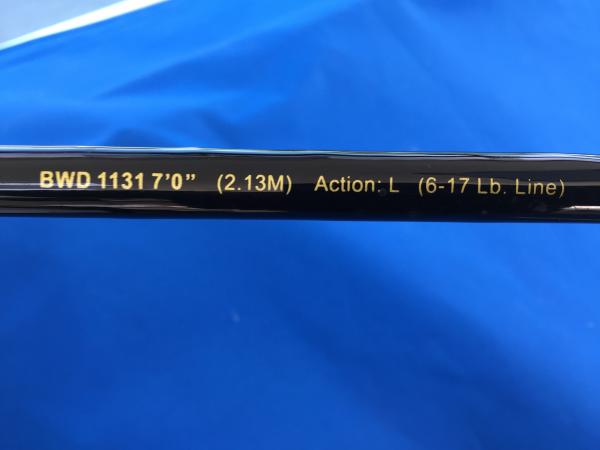 BWD 1131 7'0" (2.13M) Action: L (6-17 Lb. Line)